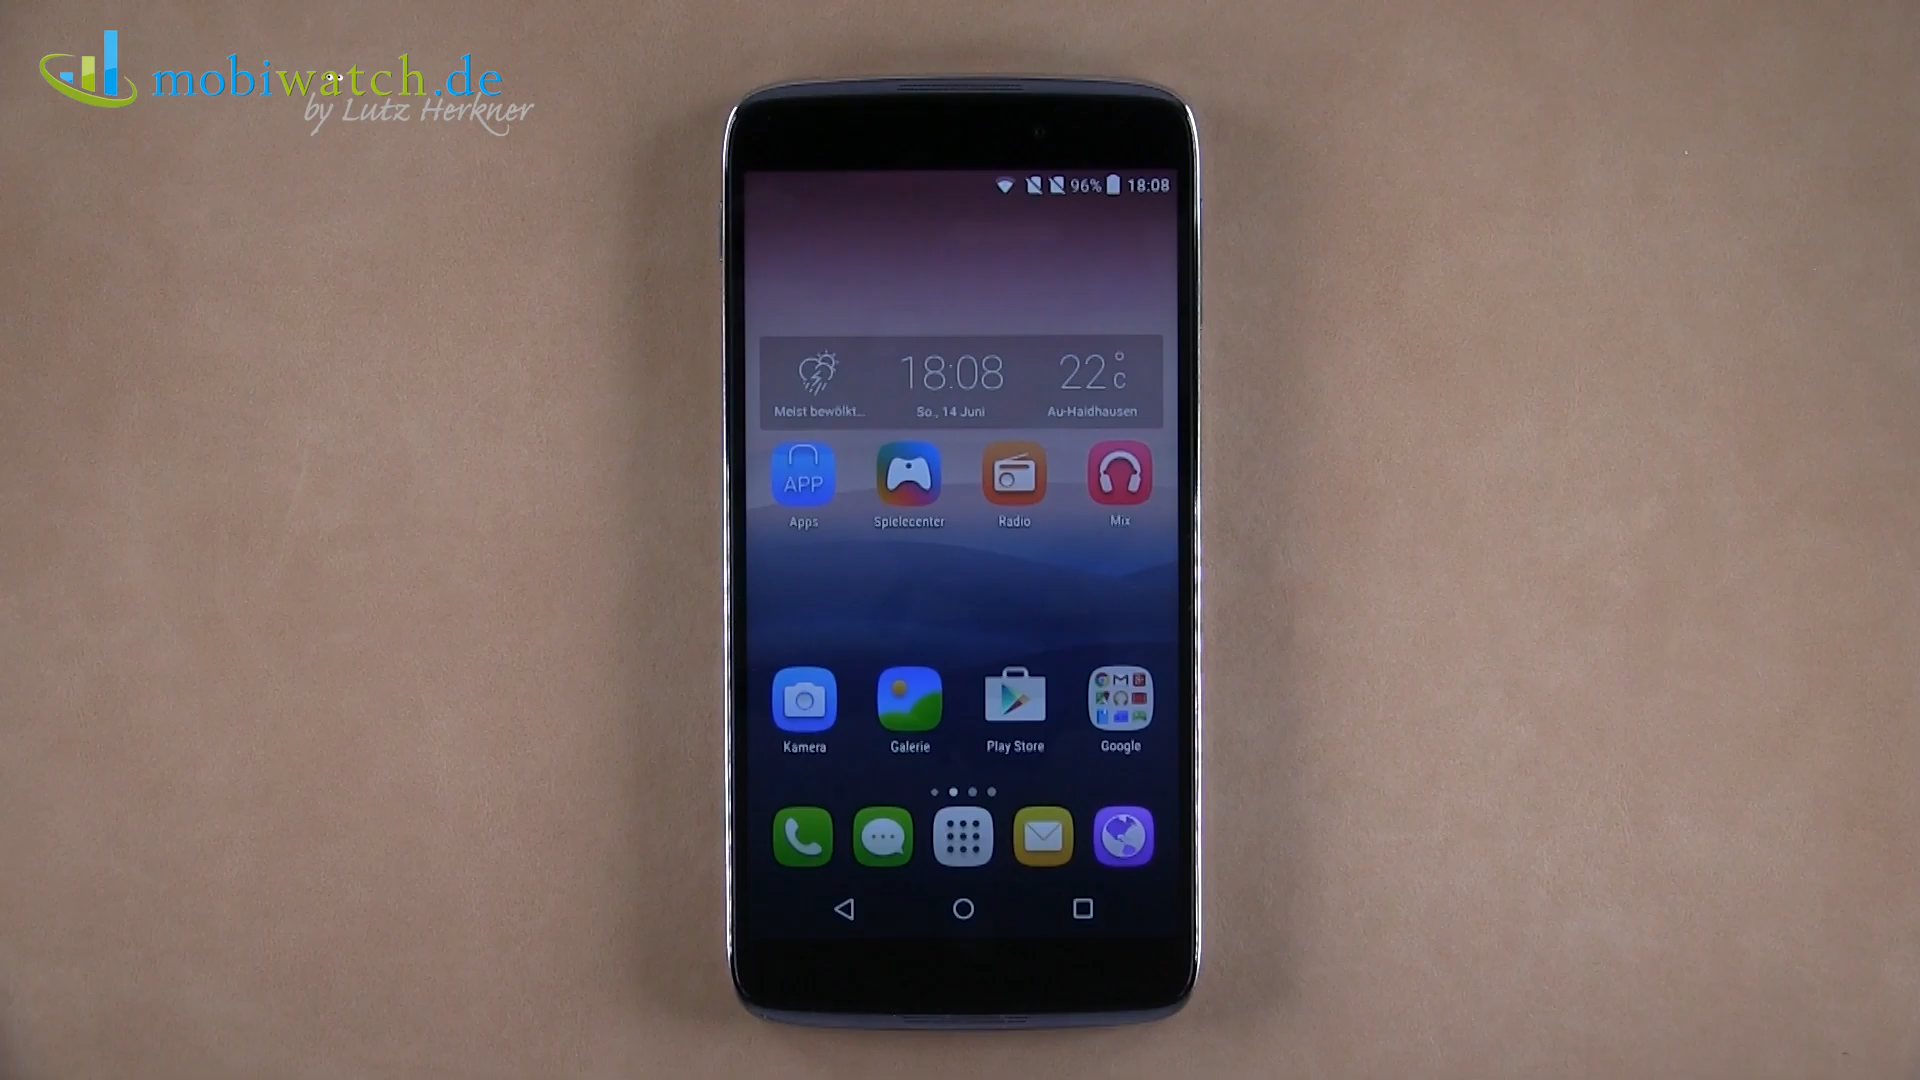 mobiwatch.de
by Lutz Herkner
96% 18:08
18:08
22°C
Meist bewölkt...
So., 14 Juni
Au-Haidhausen
APP
Apps
Spielecenter
Radio
Mix
Kamera
Galerie
Play Store
Google